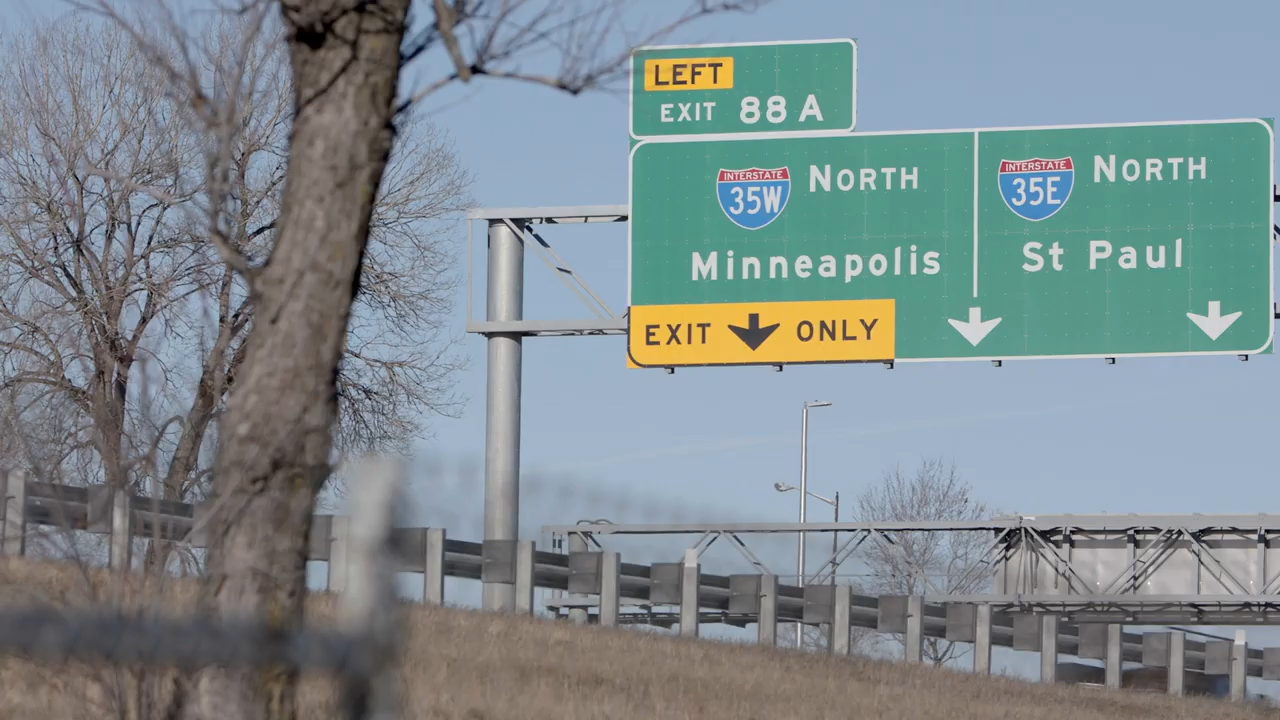 LEFT
EXIT 88 A
INTERSTATE
35W
NORTH
Minneapolis
EXIT ONLY
INTERSTATE
35E
NORTH
St Paul